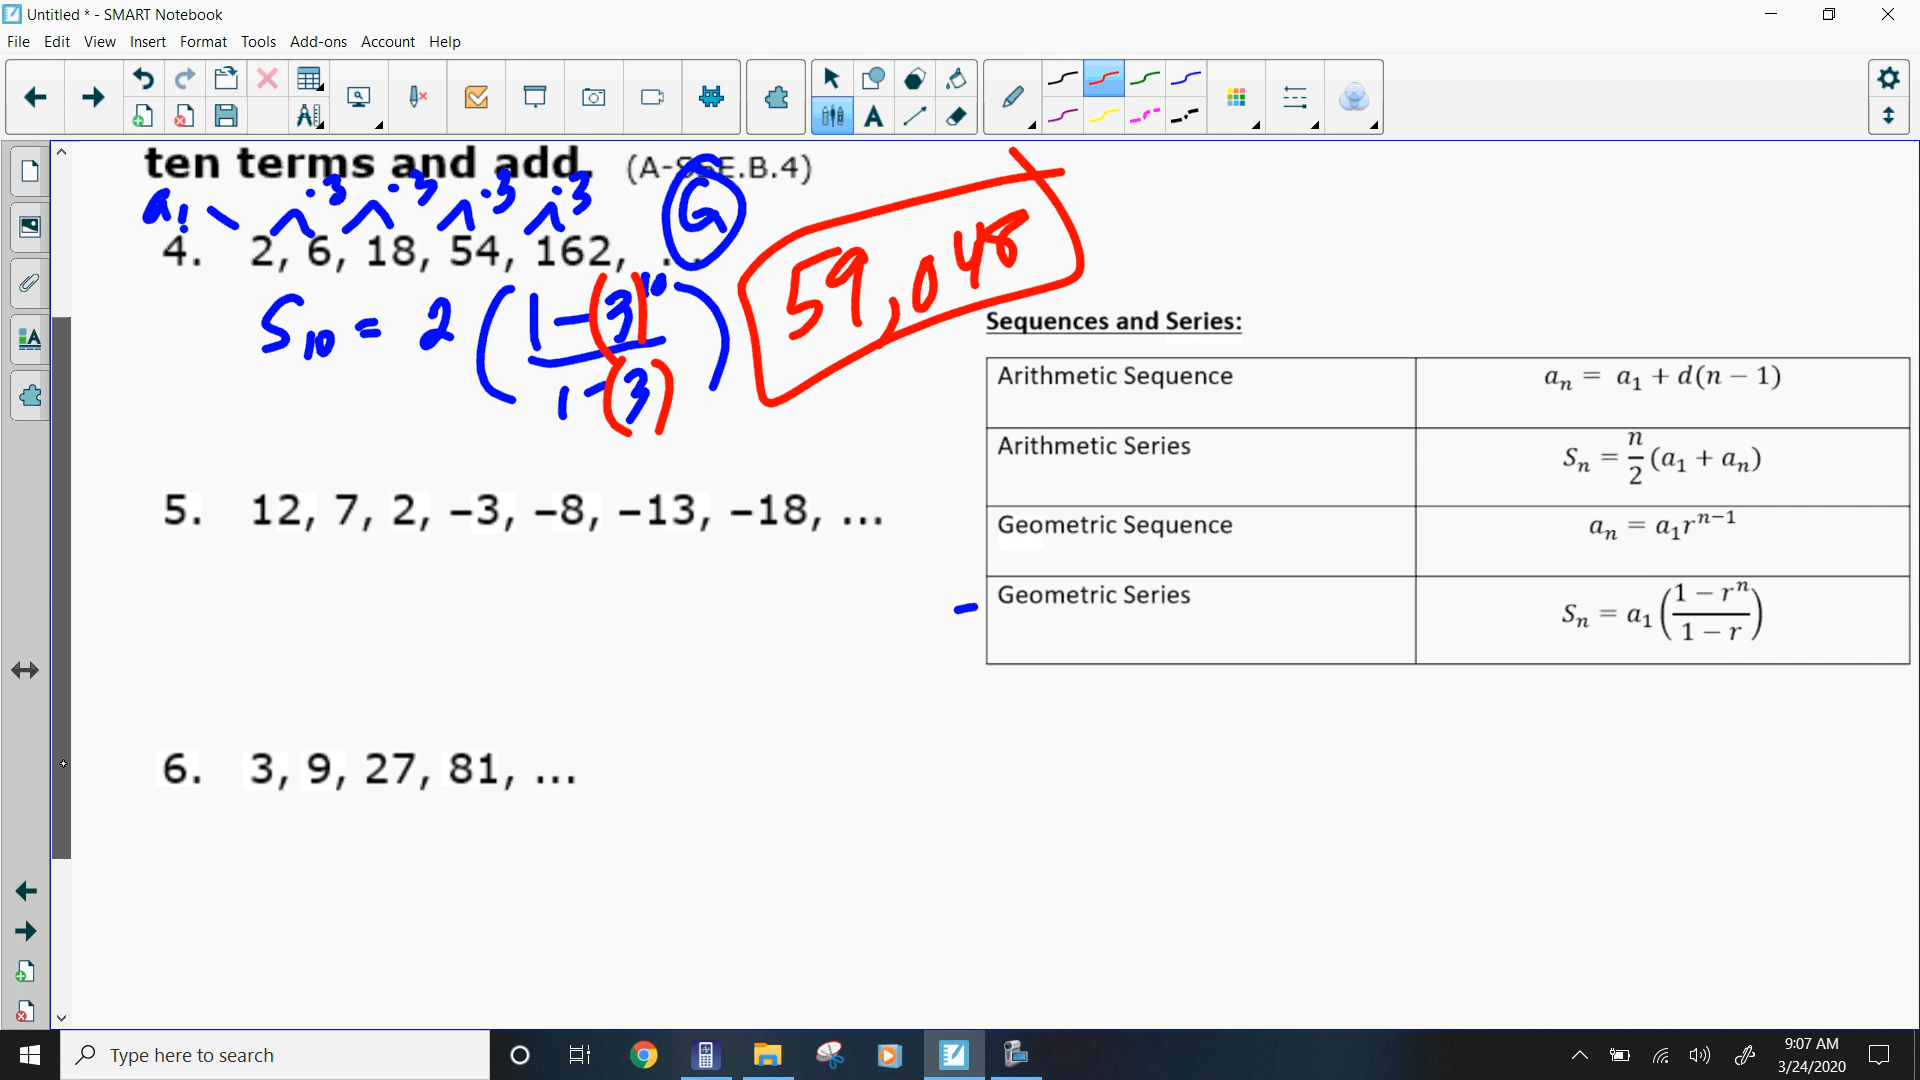 Untitled * - SMART Notebook
File Edit View Insert Format Tools Add-ons Account Help
ten terms and add. (A-SSE.B.4)
a₁ ·3 ·3 ·3 ·3
4. 2, 6, 18, 54, 162, ... G
S₁₀ = 2 ( 1-(3)¹⁰ / 1-(3) ) 59,048
Sequences and Series:
Arithmetic Sequence aₙ = a₁ + d(n − 1)
Arithmetic Series Sₙ = n/2 (a₁ + aₙ)
5. 12, 7, 2, −3, −8, −13, −18, ...
Geometric Sequence aₙ = a₁rⁿ⁻¹
Geometric Series Sₙ = a₁ ( 1 − rⁿ / 1 − r )
6. 3, 9, 27, 81, ...
Type here to search
9:07 AM
3/24/2020